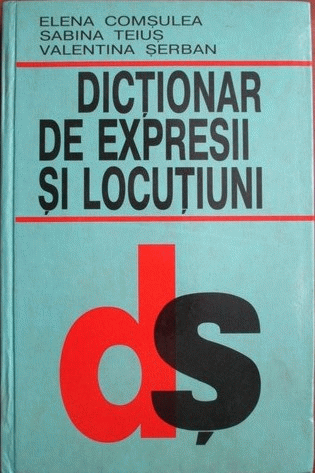 ELENA COMȘULEA
SABINA TEIUȘ
VALENTINA ȘERBAN
DICȚIONAR
DE EXPRESII
ȘI LOCUȚIUNI
dș